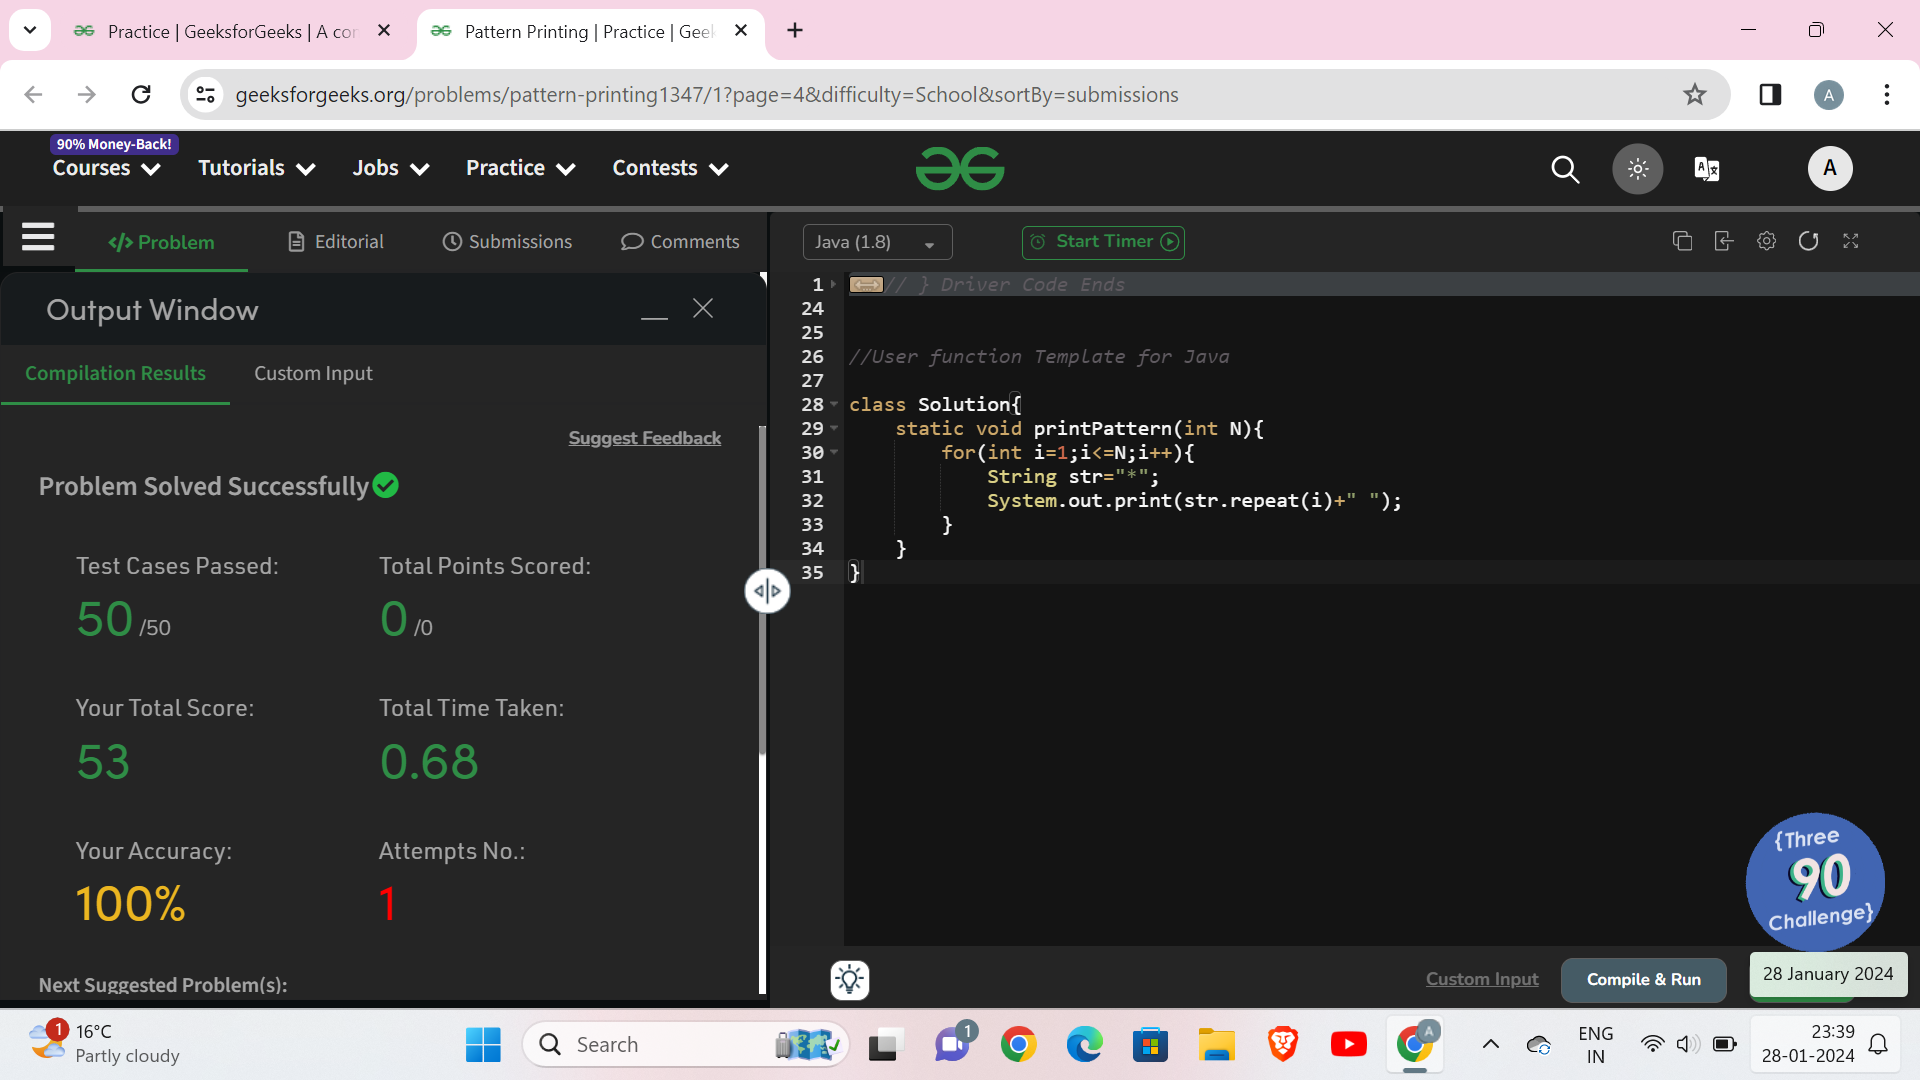 Practice | GeeksforGeeks | A co
Pattern Printing | Practice | Geek
geeksforgeeks.org/problems/pattern-printing1347/1?page=4&difficulty=School&sortBy=submissions
A
90% Money-Back!
Courses
Tutorials
Jobs
Practice
Contests
A
Problem
Editorial
Submissions
Comments
Java (1.8)
Start Timer
Output Window
Compilation Results
Custom Input
Suggest Feedback
Problem Solved Successfully
Test Cases Passed:
50 /50
Total Points Scored:
0 /0
Your Total Score:
53
Total Time Taken:
0.68
Your Accuracy:
100%
Attempts No.:
1
Next Suggested Problem(s):
1 // } Driver Code Ends
24
25
26 //User function Template for Java
27
28 class Solution{
29 static void printPattern(int N){
30 for(int i=1;i<=N;i++){
31 String str="*";
32 System.out.print(str.repeat(i)+" ");
33 }
34 }
35 }
{Three
90
Challenge}
Custom Input
Compile & Run
28 January 2024
1
16°C
Partly cloudy
Search
1
A
ENG
IN
23:39
28-01-2024